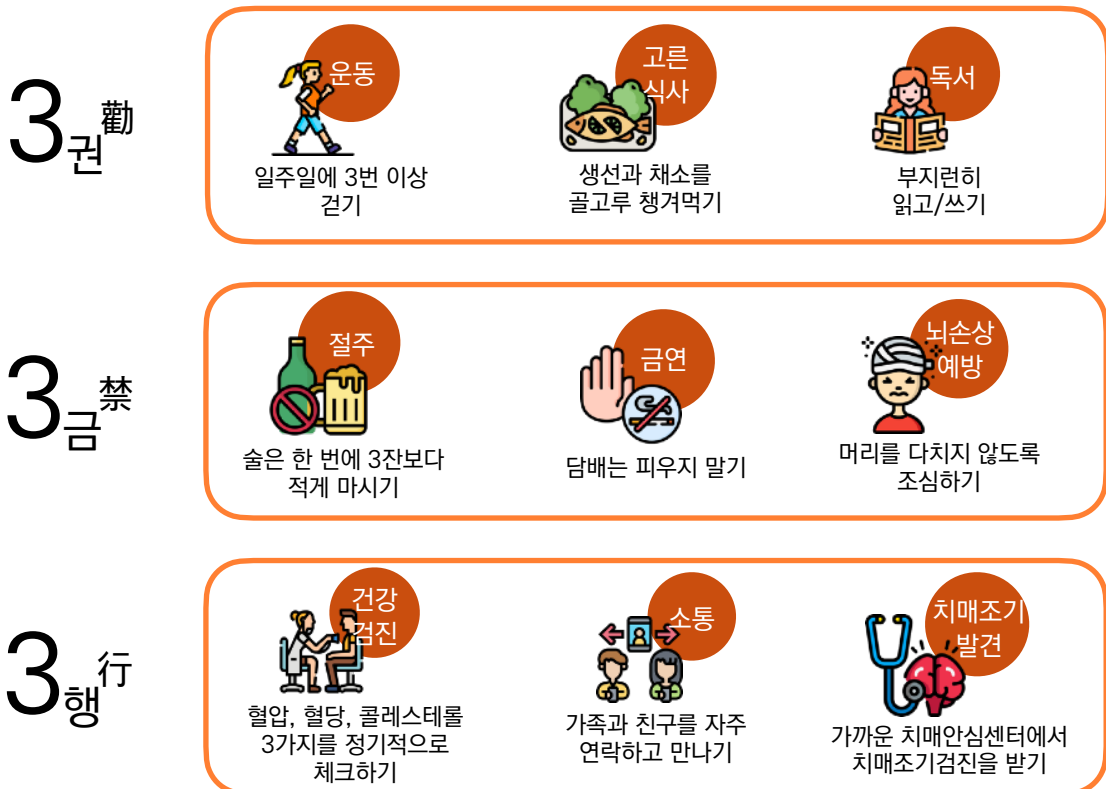 3권勸
운동
일주일에 3번 이상
걷기
고른
식사
생선과 채소를
골고루 챙겨먹기
독서
부지런히
읽고/쓰기
3금禁
절주
술은 한 번에 3잔보다
적게 마시기
금연
담배는 피우지 말기
뇌손상
예방
머리를 다치지 않도록
조심하기
3행行
건강
검진
혈압, 혈당, 콜레스테롤
3가지를 정기적으로
체크하기
소통
가족과 친구를 자주
연락하고 만나기
치매조기
발견
가까운 치매안심센터에서
치매조기검진을 받기